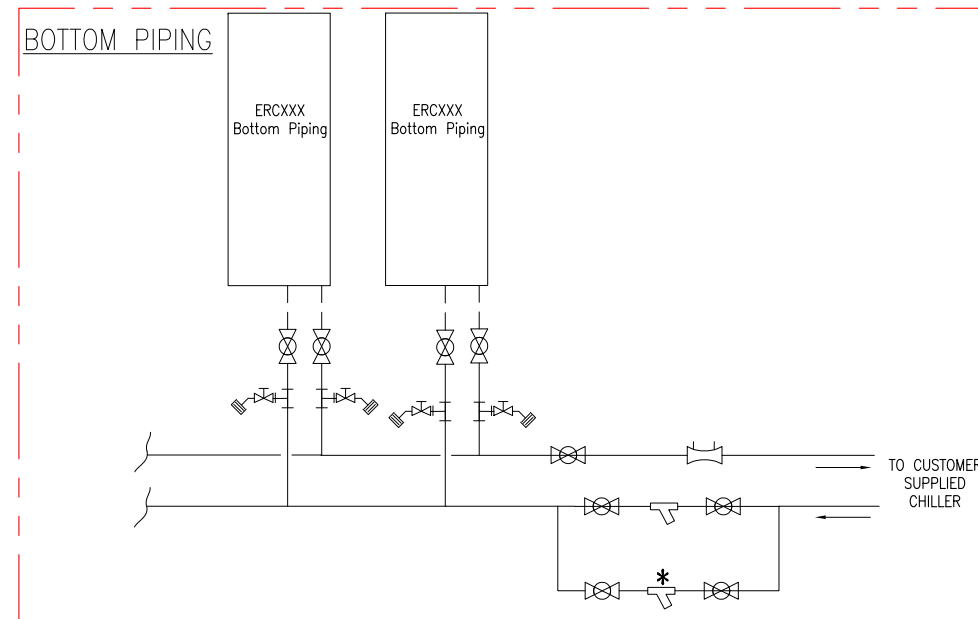 BOTTOM PIPING
ERCXXX
Bottom Piping
ERCXXX
Bottom Piping
TO CUSTOMER
SUPPLIED
CHILLER
*